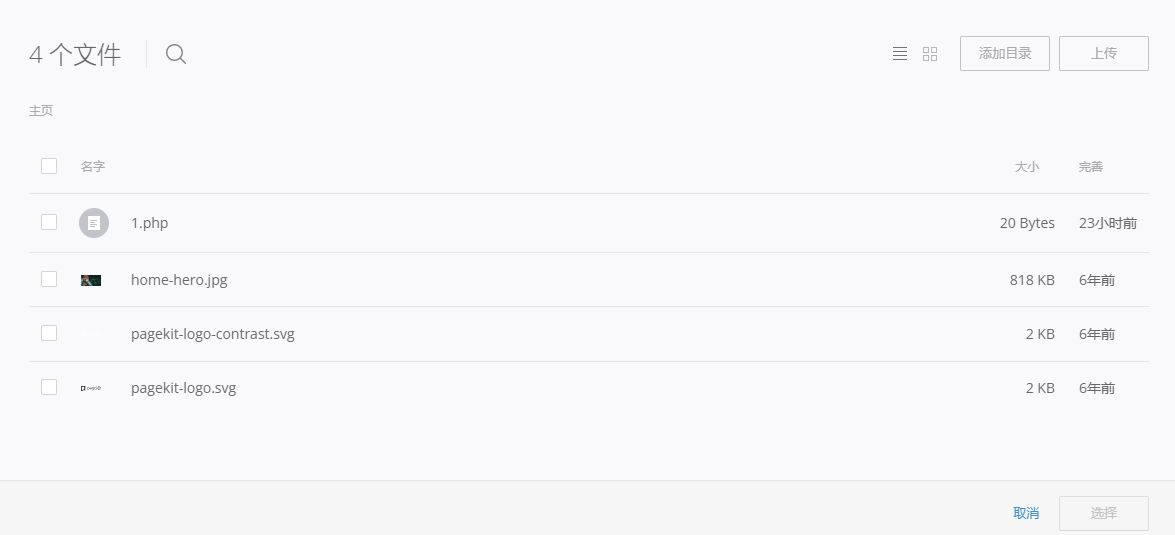 4 个文件
添加目录
上传
主页
名字 大小 完善
1.php 20 Bytes 23小时前
home-hero.jpg 818 KB 6年前
pagekit-logo-contrast.svg 2 KB 6年前
pagekit-logo.svg 2 KB 6年前
取消
选择